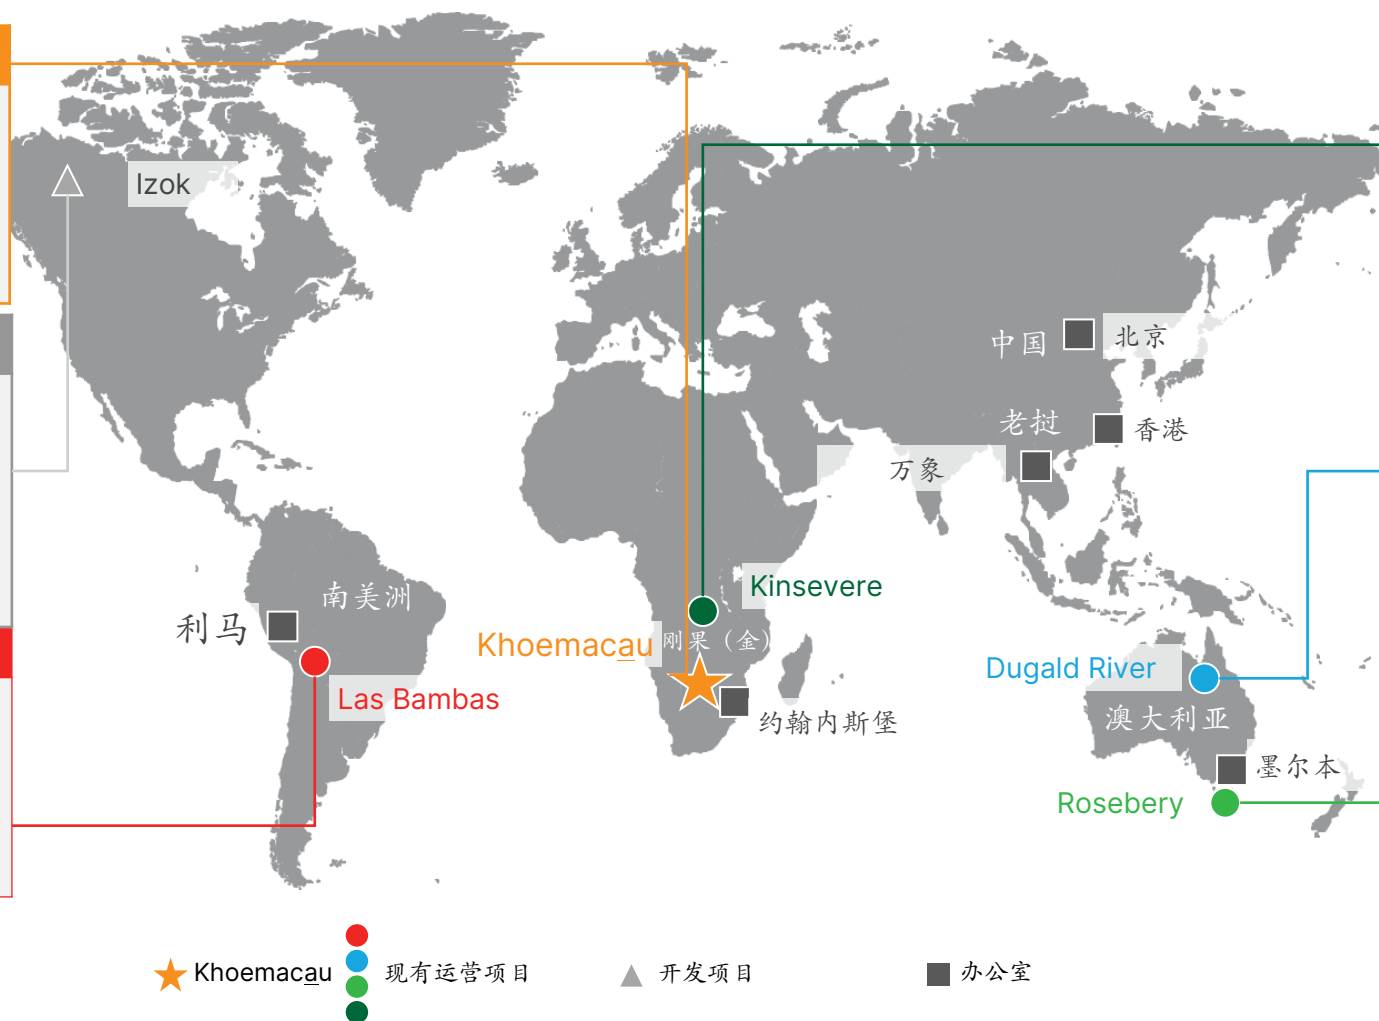 Izok
中国
北京
老挝
香港
万象
Kinsevere
南美洲
利马
Khoemacau
刚果（金）
Las Bambas
Dugald River
约翰内斯堡
澳大利亚
墨尔本
Rosebery
Khoemacau
现有运营项目
开发项目
办公室